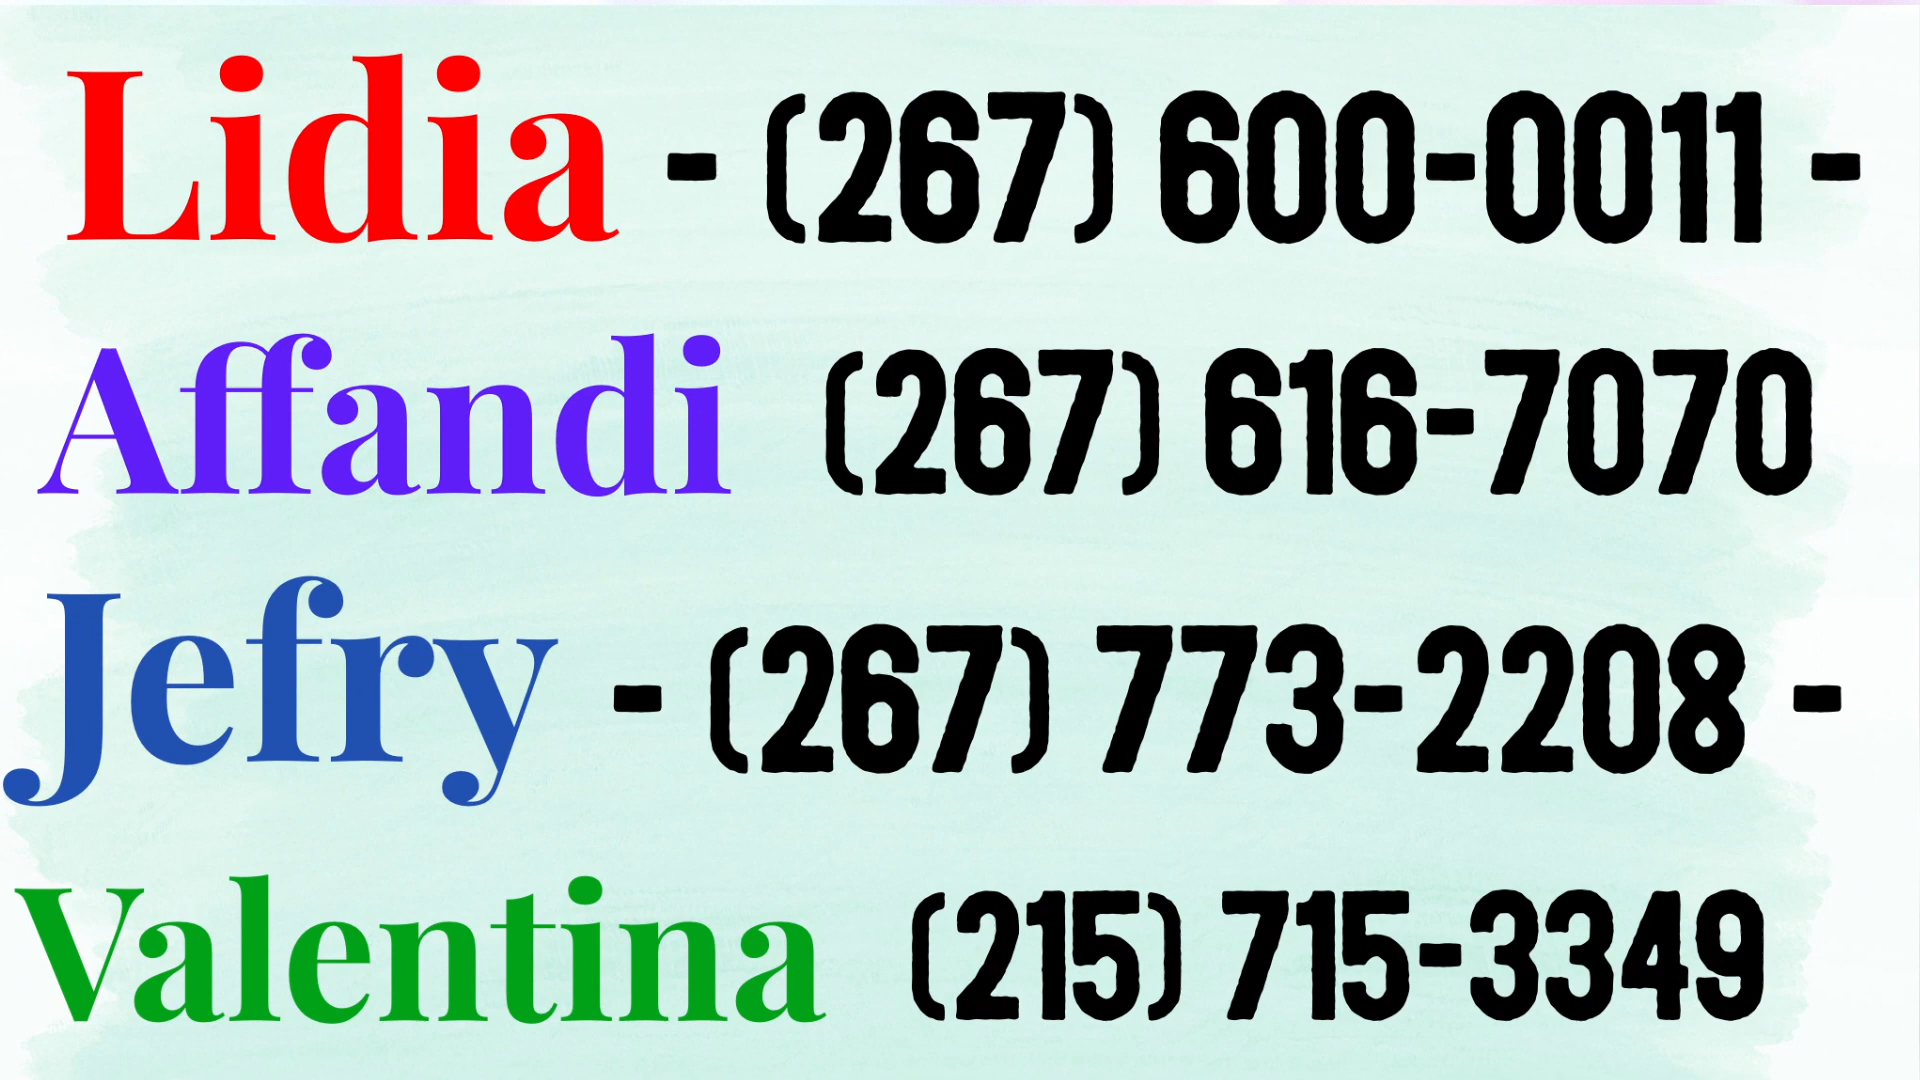 Lidia - (267) 600-0011 -
Affandi (267) 616-7070
Jefry - (267) 773-2208 -
Valentina (215) 715-3349